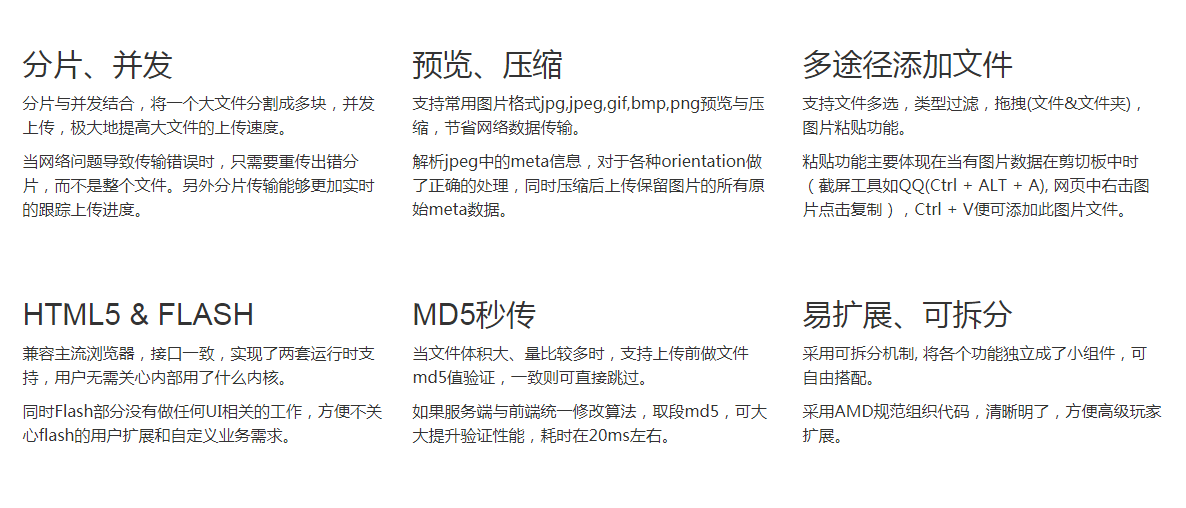 分片、并发
分片与并发结合，将一个大文件分割成多块，并发
上传，极大地提高大文件的上传速度。
当网络问题导致传输错误时，只需要重传出错分
片，而不是整个文件。另外分片传输能够更加实时
的跟踪上传进度。
预览、压缩
支持常用图片格式jpg,jpeg,gif,bmp,png预览与压
缩，节省网络数据传输。
解析jpeg中的meta信息，对于各种orientation做
了正确的处理，同时压缩后上传保留图片的所有原
始meta数据。
多途径添加文件
支持文件多选，类型过滤，拖拽(文件&文件夹)，
图片粘贴功能。
粘贴功能主要体现在当有图片数据在剪切板中时
（截屏工具如QQ(Ctrl + ALT + A), 网页中右击图
片点击复制），Ctrl + V便可添加此图片文件。
HTML5 & FLASH
兼容主流浏览器，接口一致，实现了两套运行时支
持，用户无需关心内部用了什么内核。
同时Flash部分没有做任何UI相关的工作，方便不关
心flash的用户扩展和自定义业务需求。
MD5秒传
当文件体积大、量比较多时，支持上传前做文件
md5值验证，一致则可直接跳过。
如果服务端与前端统一修改算法，取段md5，可大
大提升验证性能，耗时在20ms左右。
易扩展、可拆分
采用可拆分机制, 将各个功能独立成了小组件，可
自由搭配。
采用AMD规范组织代码，清晰明了，方便高级玩家
扩展。